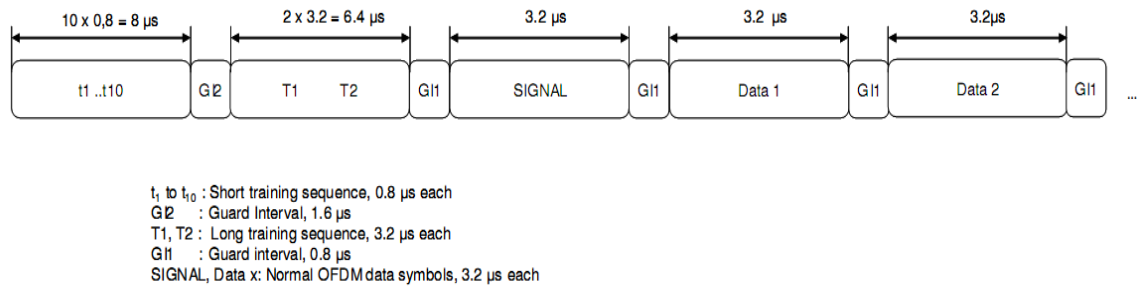 10 x 0,8 = 8 µs 2 x 3.2 = 6.4 µs 3.2 µs 3.2 µs 3.2µs
t1 ..t10 GI2 T1 T2 GI1 SIGNAL GI1 Data 1 GI1 Data 2 GI1 ...
t1 to t10 : Short training sequence, 0.8 µs each
GI2 : Guard Interval, 1.6 µs
T1, T2 : Long training sequence, 3.2 µs each
GI1 : Guard interval, 0.8 µs
SIGNAL, Data x: Normal OFDM data symbols, 3.2 µs each